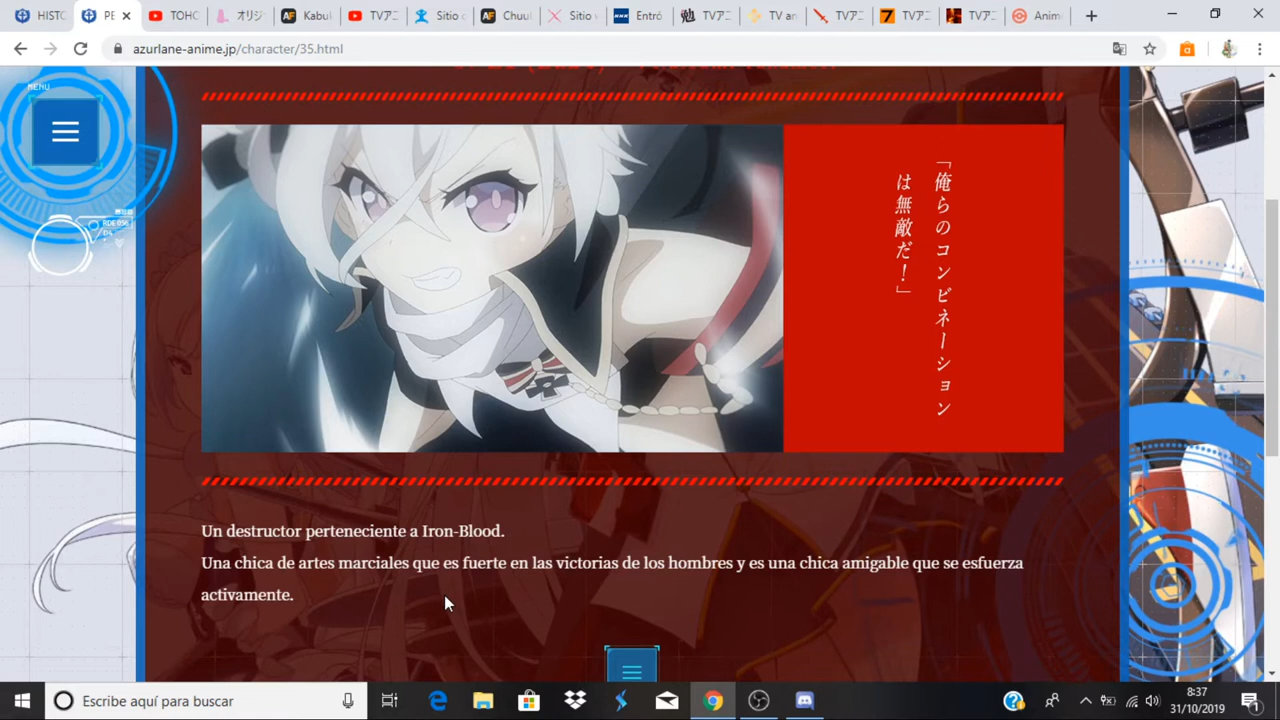 HISTO
PE
TOHO
オリジ
Kabuk
TVアニ
Sitio o
Chuuk
Sitio w
Entró
TVアニ
TV an
TVアニ
TVアニ
TVアニ
Anim
azurlane-anime.jp/character/35.html
MENU
「俺らのコンビネーション
は無敵だ！」
Un destructor perteneciente a Iron-Blood.
Una chica de artes marciales que es fuerte en las victorias de los hombres y es una chica amigable que se esfuerza
activamente.
Escribe aquí para buscar
8:37
31/10/2019